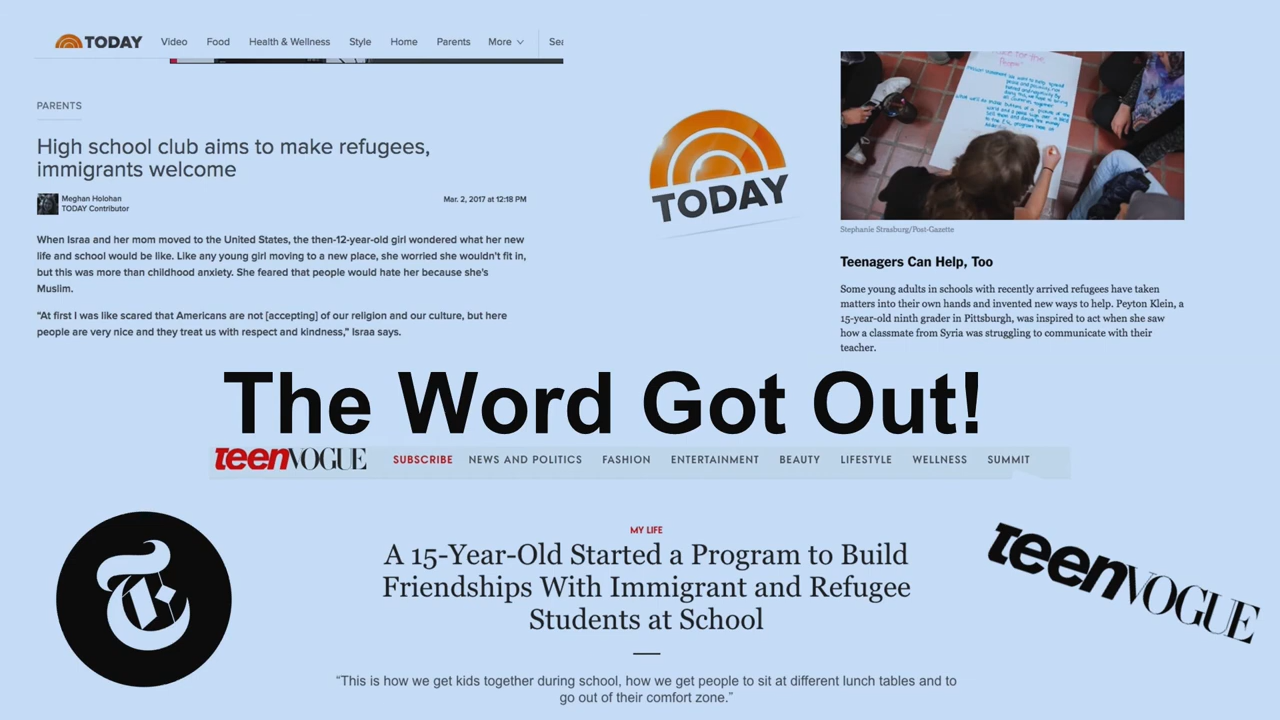 TODAY Video Food Health & Wellness Style Home Parents More
PARENTS
High school club aims to make refugees,
immigrants welcome
Meghan Holohan
TODAY Contributor
Mar. 2, 2017 at 12:18 PM
When Israa and her mom moved to the United States, the then-12-year-old girl wondered what her new
life and school would be like. Like any young girl moving to a new place, she worried she wouldn't fit in,
but this was more than childhood anxiety. She feared that people would hate her because she's
Muslim.
"At first I was like scared that Americans are not [accepting] of our religion and our culture, but here
people are very nice and they treat us with respect and kindness," Israa says.
TODAY
Stephanie Strasburg/Post-Gazette
Teenagers Can Help, Too
Some young adults in schools with recently arrived refugees have taken
matters into their own hands and invented new ways to help. Peyton Klein, a
15-year-old ninth grader in Pittsburgh, was inspired to act when she saw
how a classmate from Syria was struggling to communicate with their
teacher.
The Word Got Out!
teenVOGUE SUBSCRIBE NEWS AND POLITICS FASHION ENTERTAINMENT BEAUTY LIFESTYLE WELLNESS SUMMIT
MY LIFE
A 15-Year-Old Started a Program to Build
Friendships With Immigrant and Refugee
Students at School
"This is how we get kids together during school, how we get people to sit at different lunch tables and to
go out of their comfort zone."
T
teenVOGUE